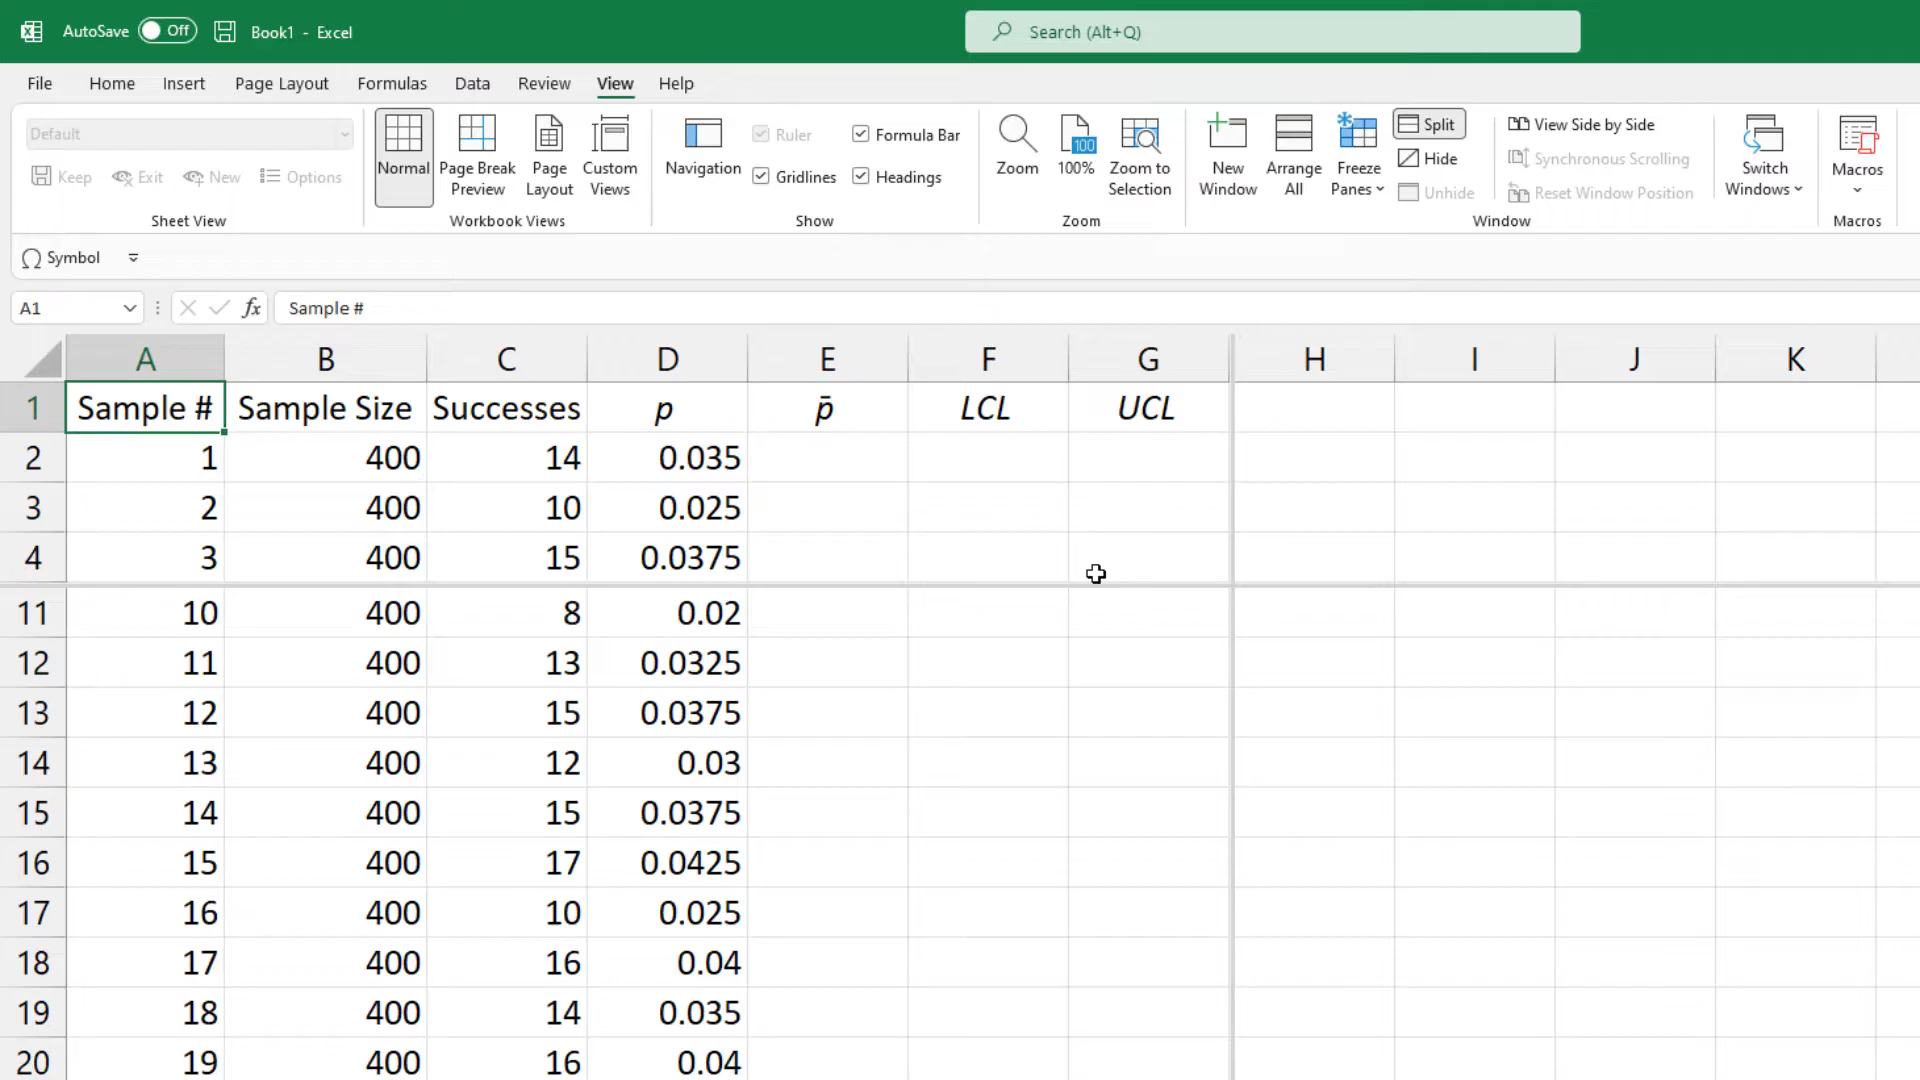 AutoSave Off Book1 - Excel Search (Alt+Q)
File Home Insert Page Layout Formulas Data Review View Help
Default
Keep Exit New Options
Sheet View
Normal Page Break Preview Page Layout Custom Views
Workbook Views
Navigation Ruler Formula Bar
Gridlines Headings
Show
Zoom 100 100% Zoom to Selection
Zoom
New Window Arrange All Freeze Panes Split
Hide
Unhide
View Side by Side
Synchronous Scrolling
Reset Window Position
Switch Windows
Window
Macros
Macros
Symbol
A1 fx Sample #
A B C D E F G H I J K
1 Sample # Sample Size Successes p p̄ LCL UCL
2 1 400 14 0.035
3 2 400 10 0.025
4 3 400 15 0.0375
11 10 400 8 0.02
12 11 400 13 0.0325
13 12 400 15 0.0375
14 13 400 12 0.03
15 14 400 15 0.0375
16 15 400 17 0.0425
17 16 400 10 0.025
18 17 400 16 0.04
19 18 400 14 0.035
20 19 400 16 0.04